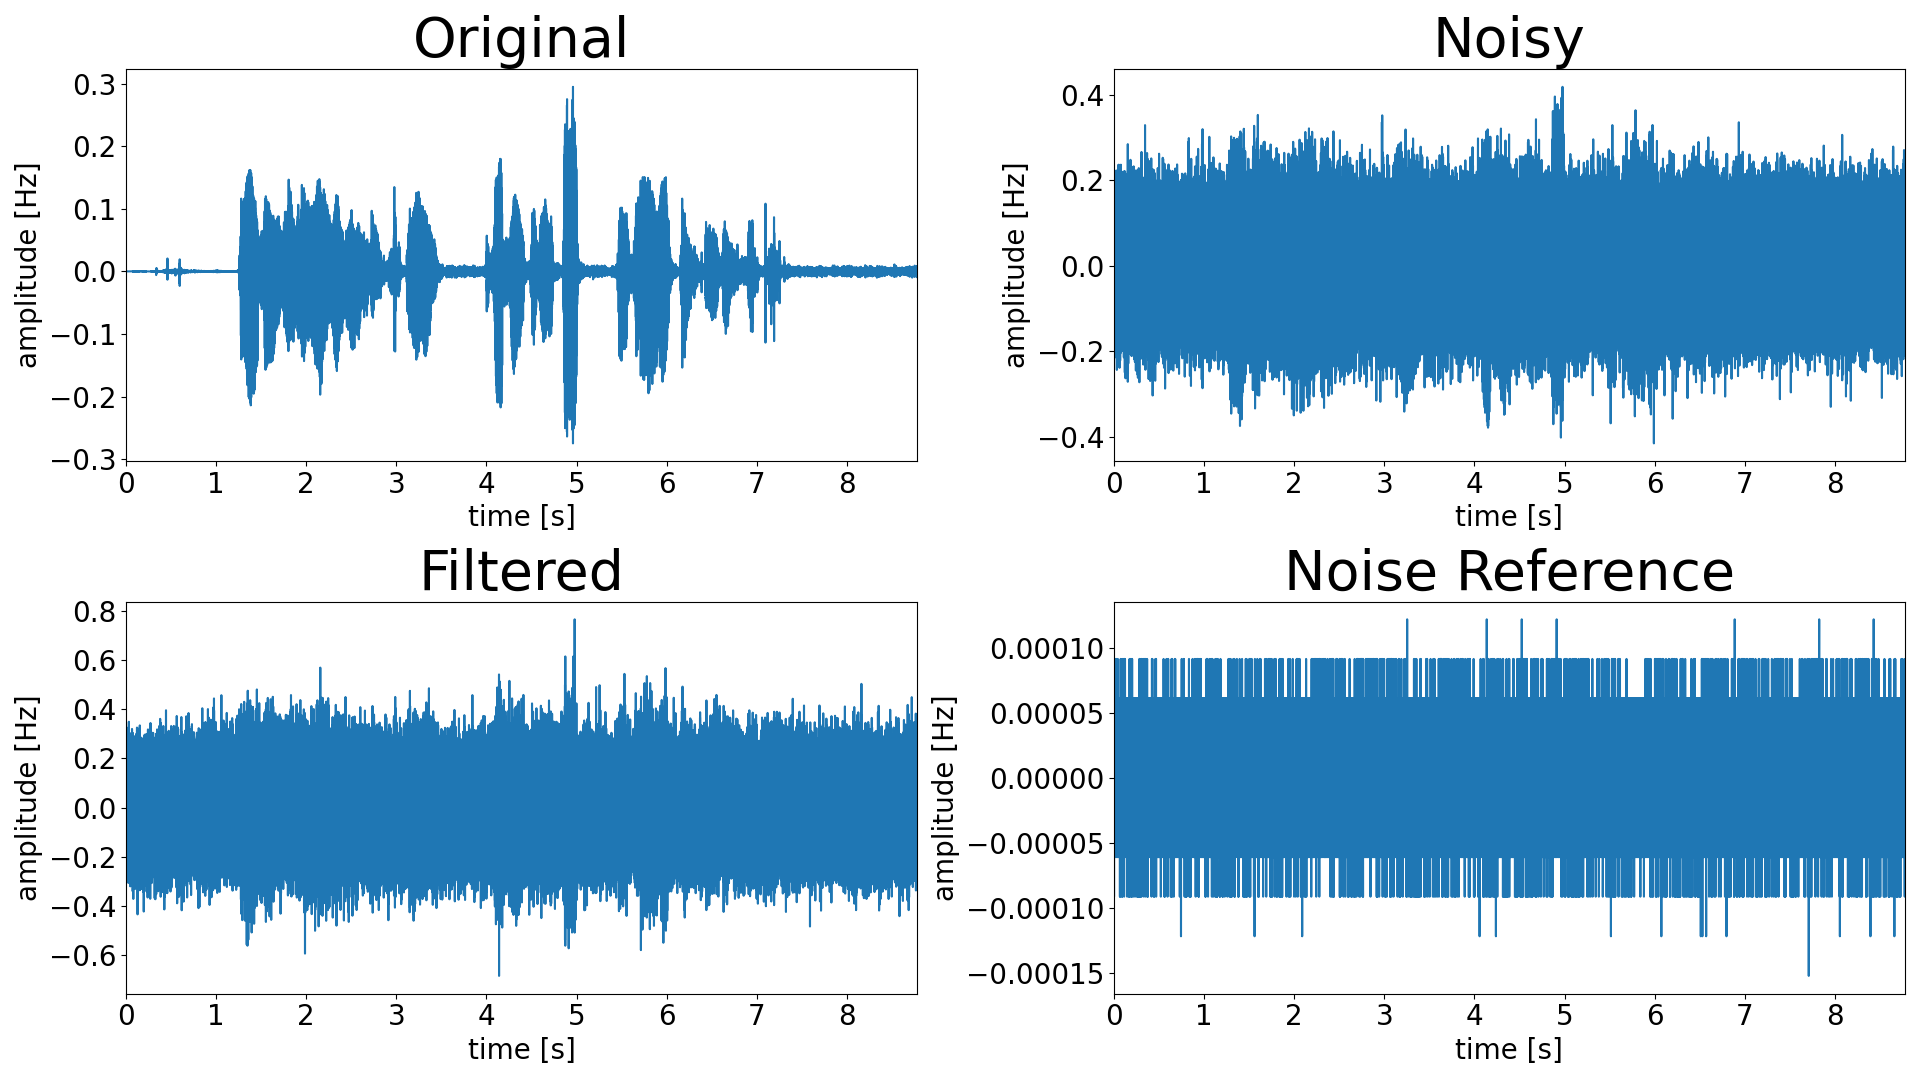 Original
0.3
0.2
0.1
0.0
−0.1
−0.2
−0.3
amplitude [Hz]
0 1 2 3 4 5 6 7 8
time [s]
Noisy
0.4
0.2
0.0
−0.2
−0.4
amplitude [Hz]
0 1 2 3 4 5 6 7 8
time [s]
Filtered
0.8
0.6
0.4
0.2
0.0
−0.2
−0.4
−0.6
amplitude [Hz]
0 1 2 3 4 5 6 7 8
time [s]
Noise Reference
0.00010
0.00005
0.00000
−0.00005
−0.00010
−0.00015
amplitude [Hz]
0 1 2 3 4 5 6 7 8
time [s]